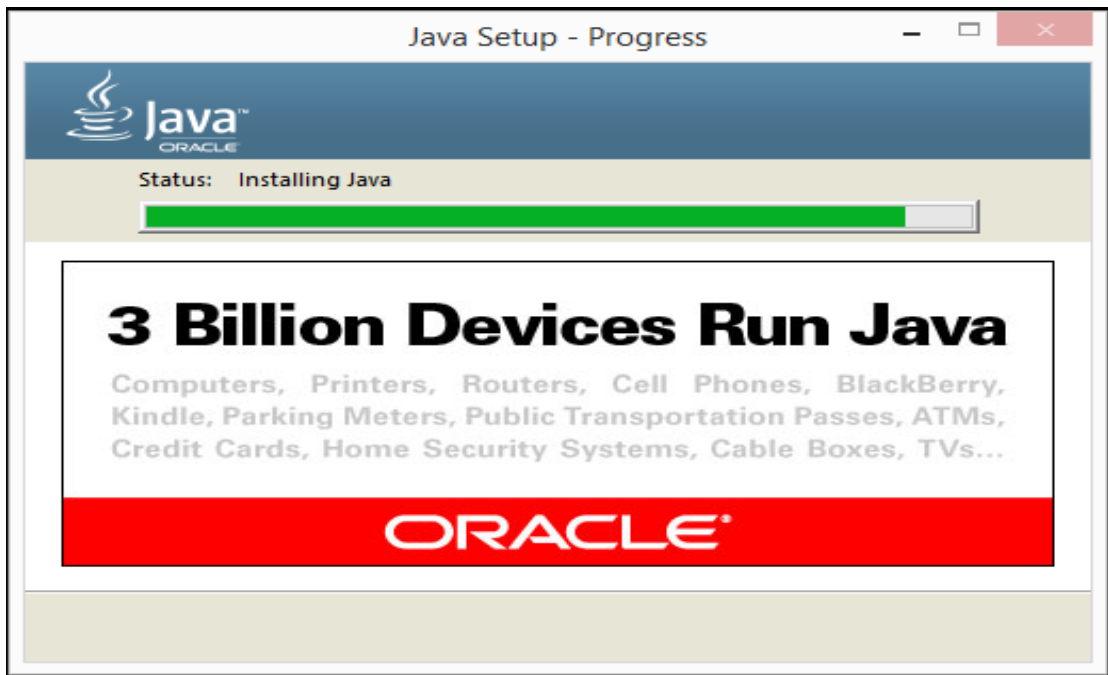 Java Setup - Progress
Java™
ORACLE
Status: Installing Java
3 Billion Devices Run Java
Computers, Printers, Routers, Cell Phones, BlackBerry,
Kindle, Parking Meters, Public Transportation Passes, ATMs,
Credit Cards, Home Security Systems, Cable Boxes, TVs...
ORACLE®